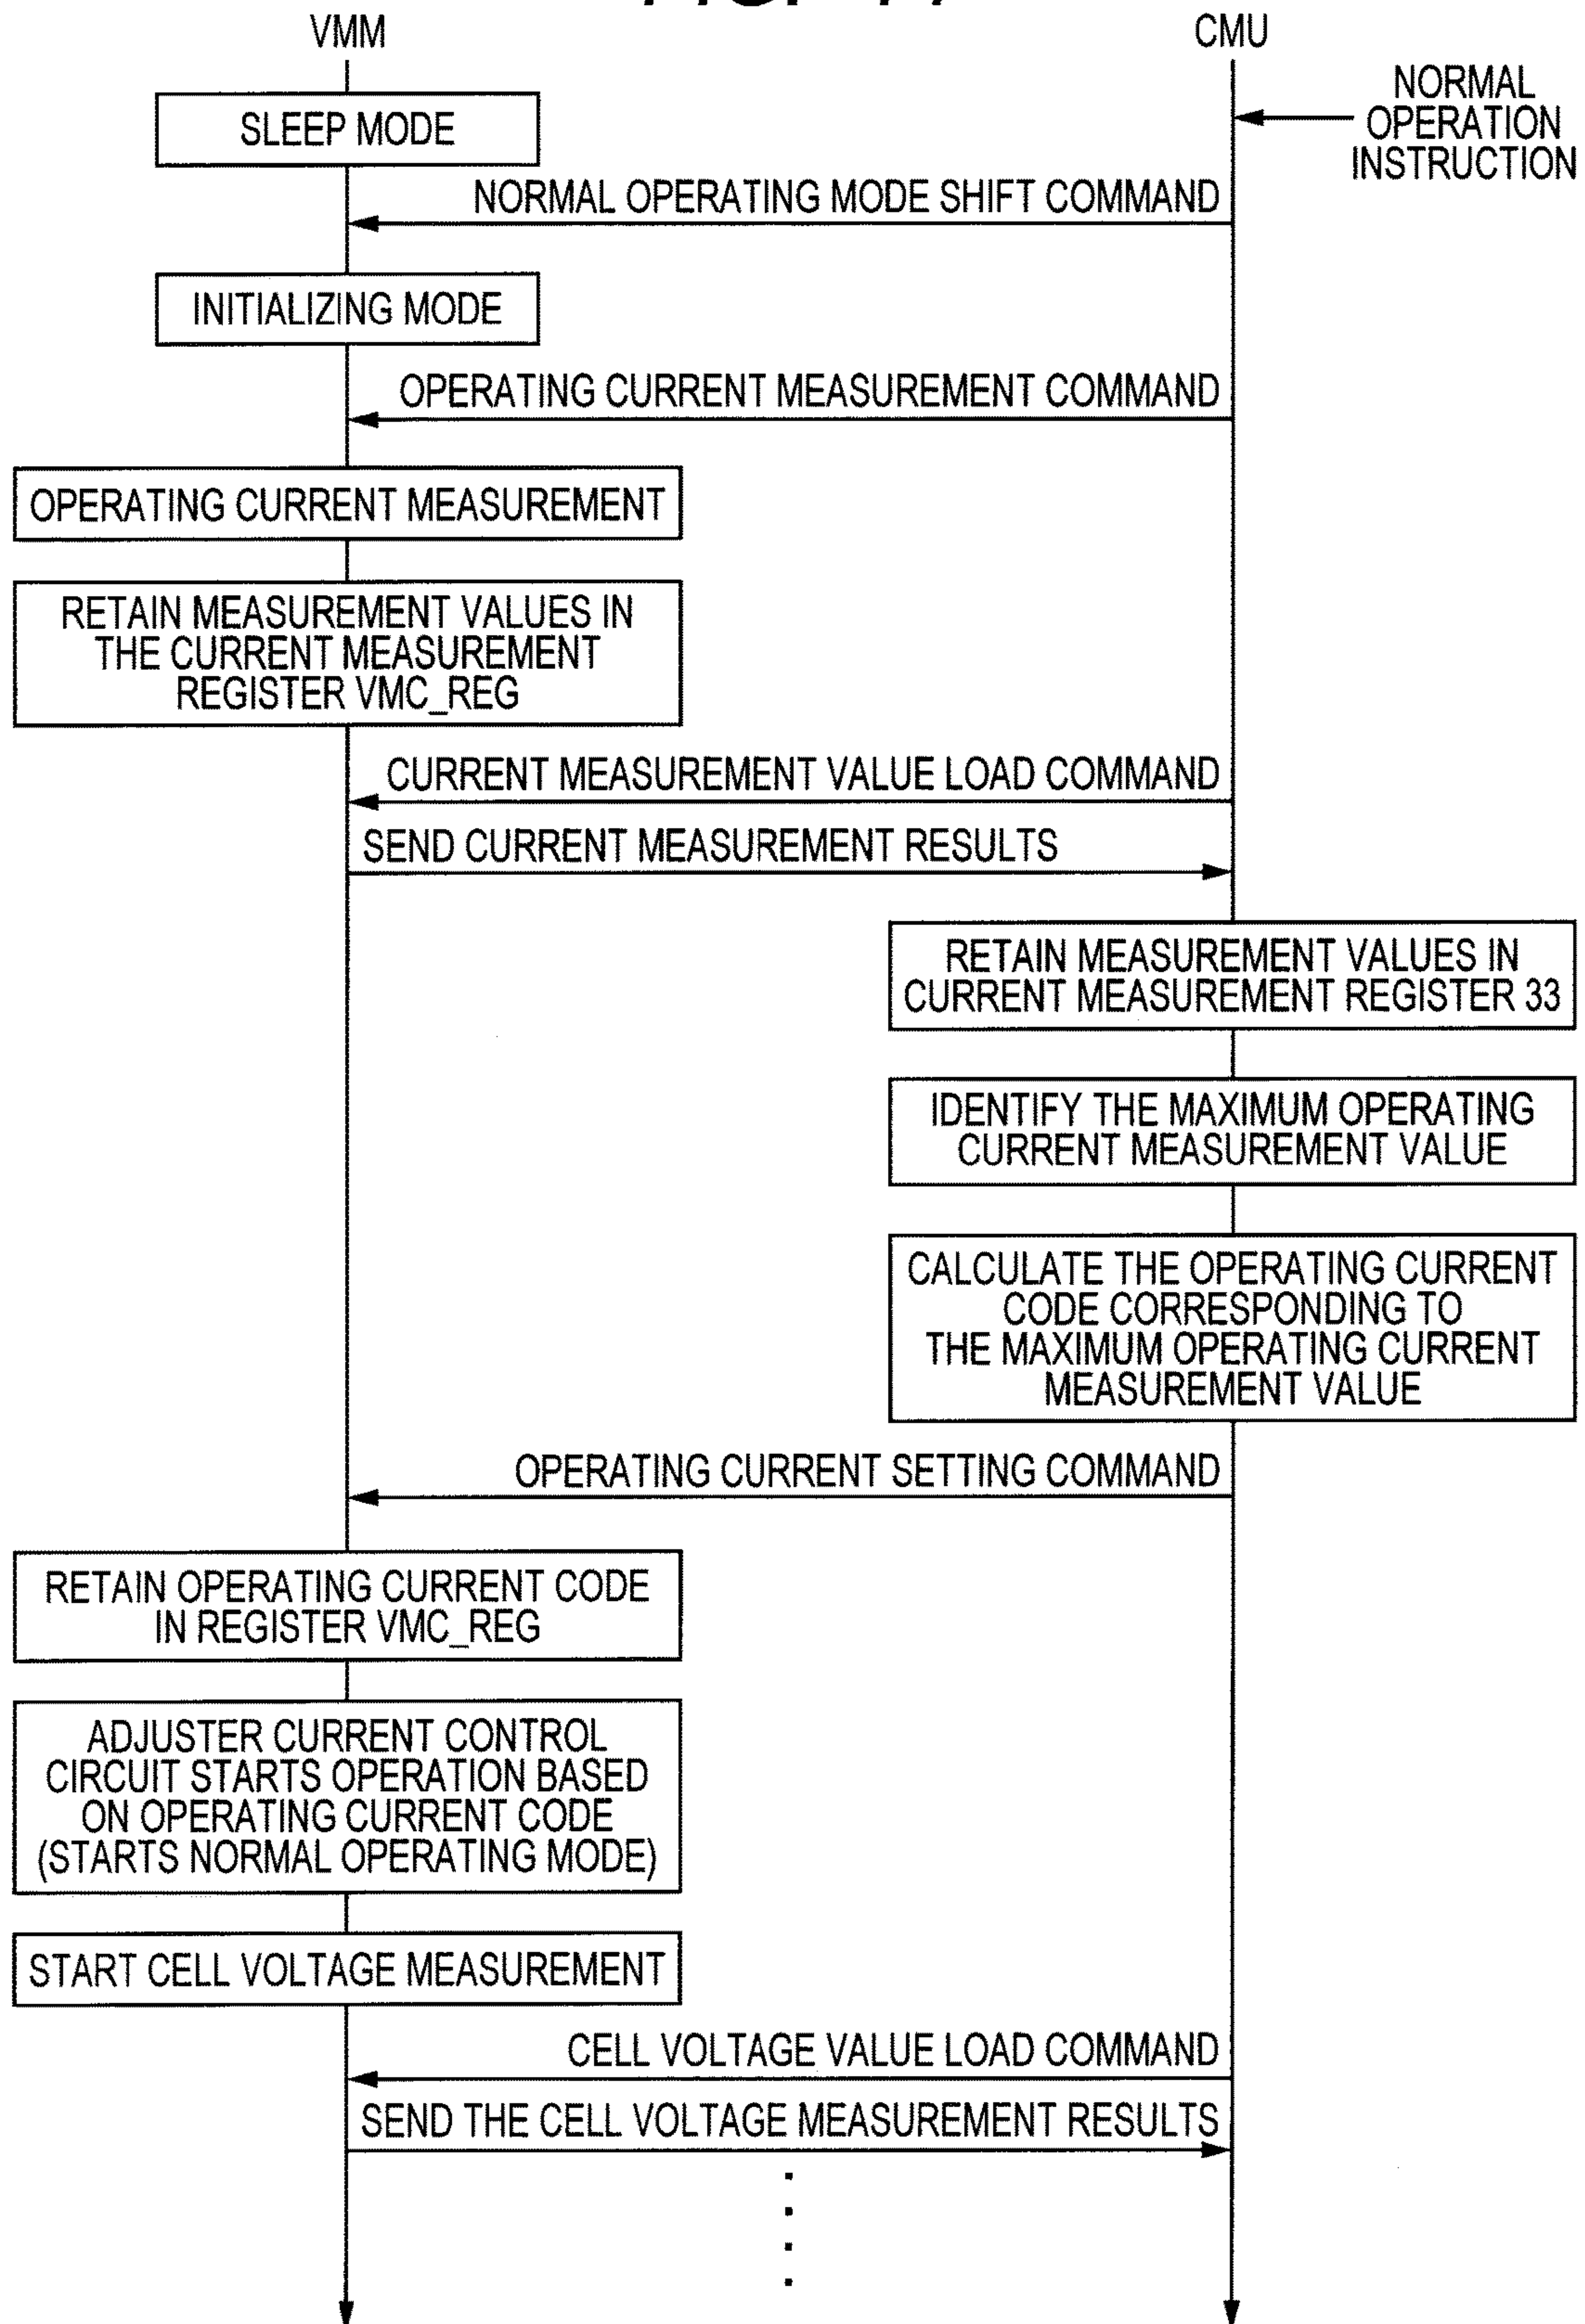 VMM
CMU
NORMAL
OPERATION
INSTRUCTION
SLEEP MODE
NORMAL OPERATING MODE SHIFT COMMAND
INITIALIZING MODE
OPERATING CURRENT MEASUREMENT COMMAND
OPERATING CURRENT MEASUREMENT
RETAIN MEASUREMENT VALUES IN
THE CURRENT MEASUREMENT
REGISTER VMC_REG
CURRENT MEASUREMENT VALUE LOAD COMMAND
SEND CURRENT MEASUREMENT RESULTS
RETAIN MEASUREMENT VALUES IN
CURRENT MEASUREMENT REGISTER 33
IDENTIFY THE MAXIMUM OPERATING
CURRENT MEASUREMENT VALUE
CALCULATE THE OPERATING CURRENT
CODE CORRESPONDING TO
THE MAXIMUM OPERATING CURRENT
MEASUREMENT VALUE
OPERATING CURRENT SETTING COMMAND
RETAIN OPERATING CURRENT CODE
IN REGISTER VMC_REG
ADJUSTER CURRENT CONTROL
CIRCUIT STARTS OPERATION BASED
ON OPERATING CURRENT CODE
(STARTS NORMAL OPERATING MODE)
START CELL VOLTAGE MEASUREMENT
CELL VOLTAGE VALUE LOAD COMMAND
SEND THE CELL VOLTAGE MEASUREMENT RESULTS